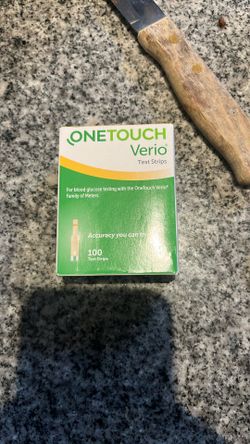 ONETOUCH
Verio®
Test Strips
For blood glucose testing with the OneTouch Verio®
Family of Meters
Accuracy you can
100
Test Strips